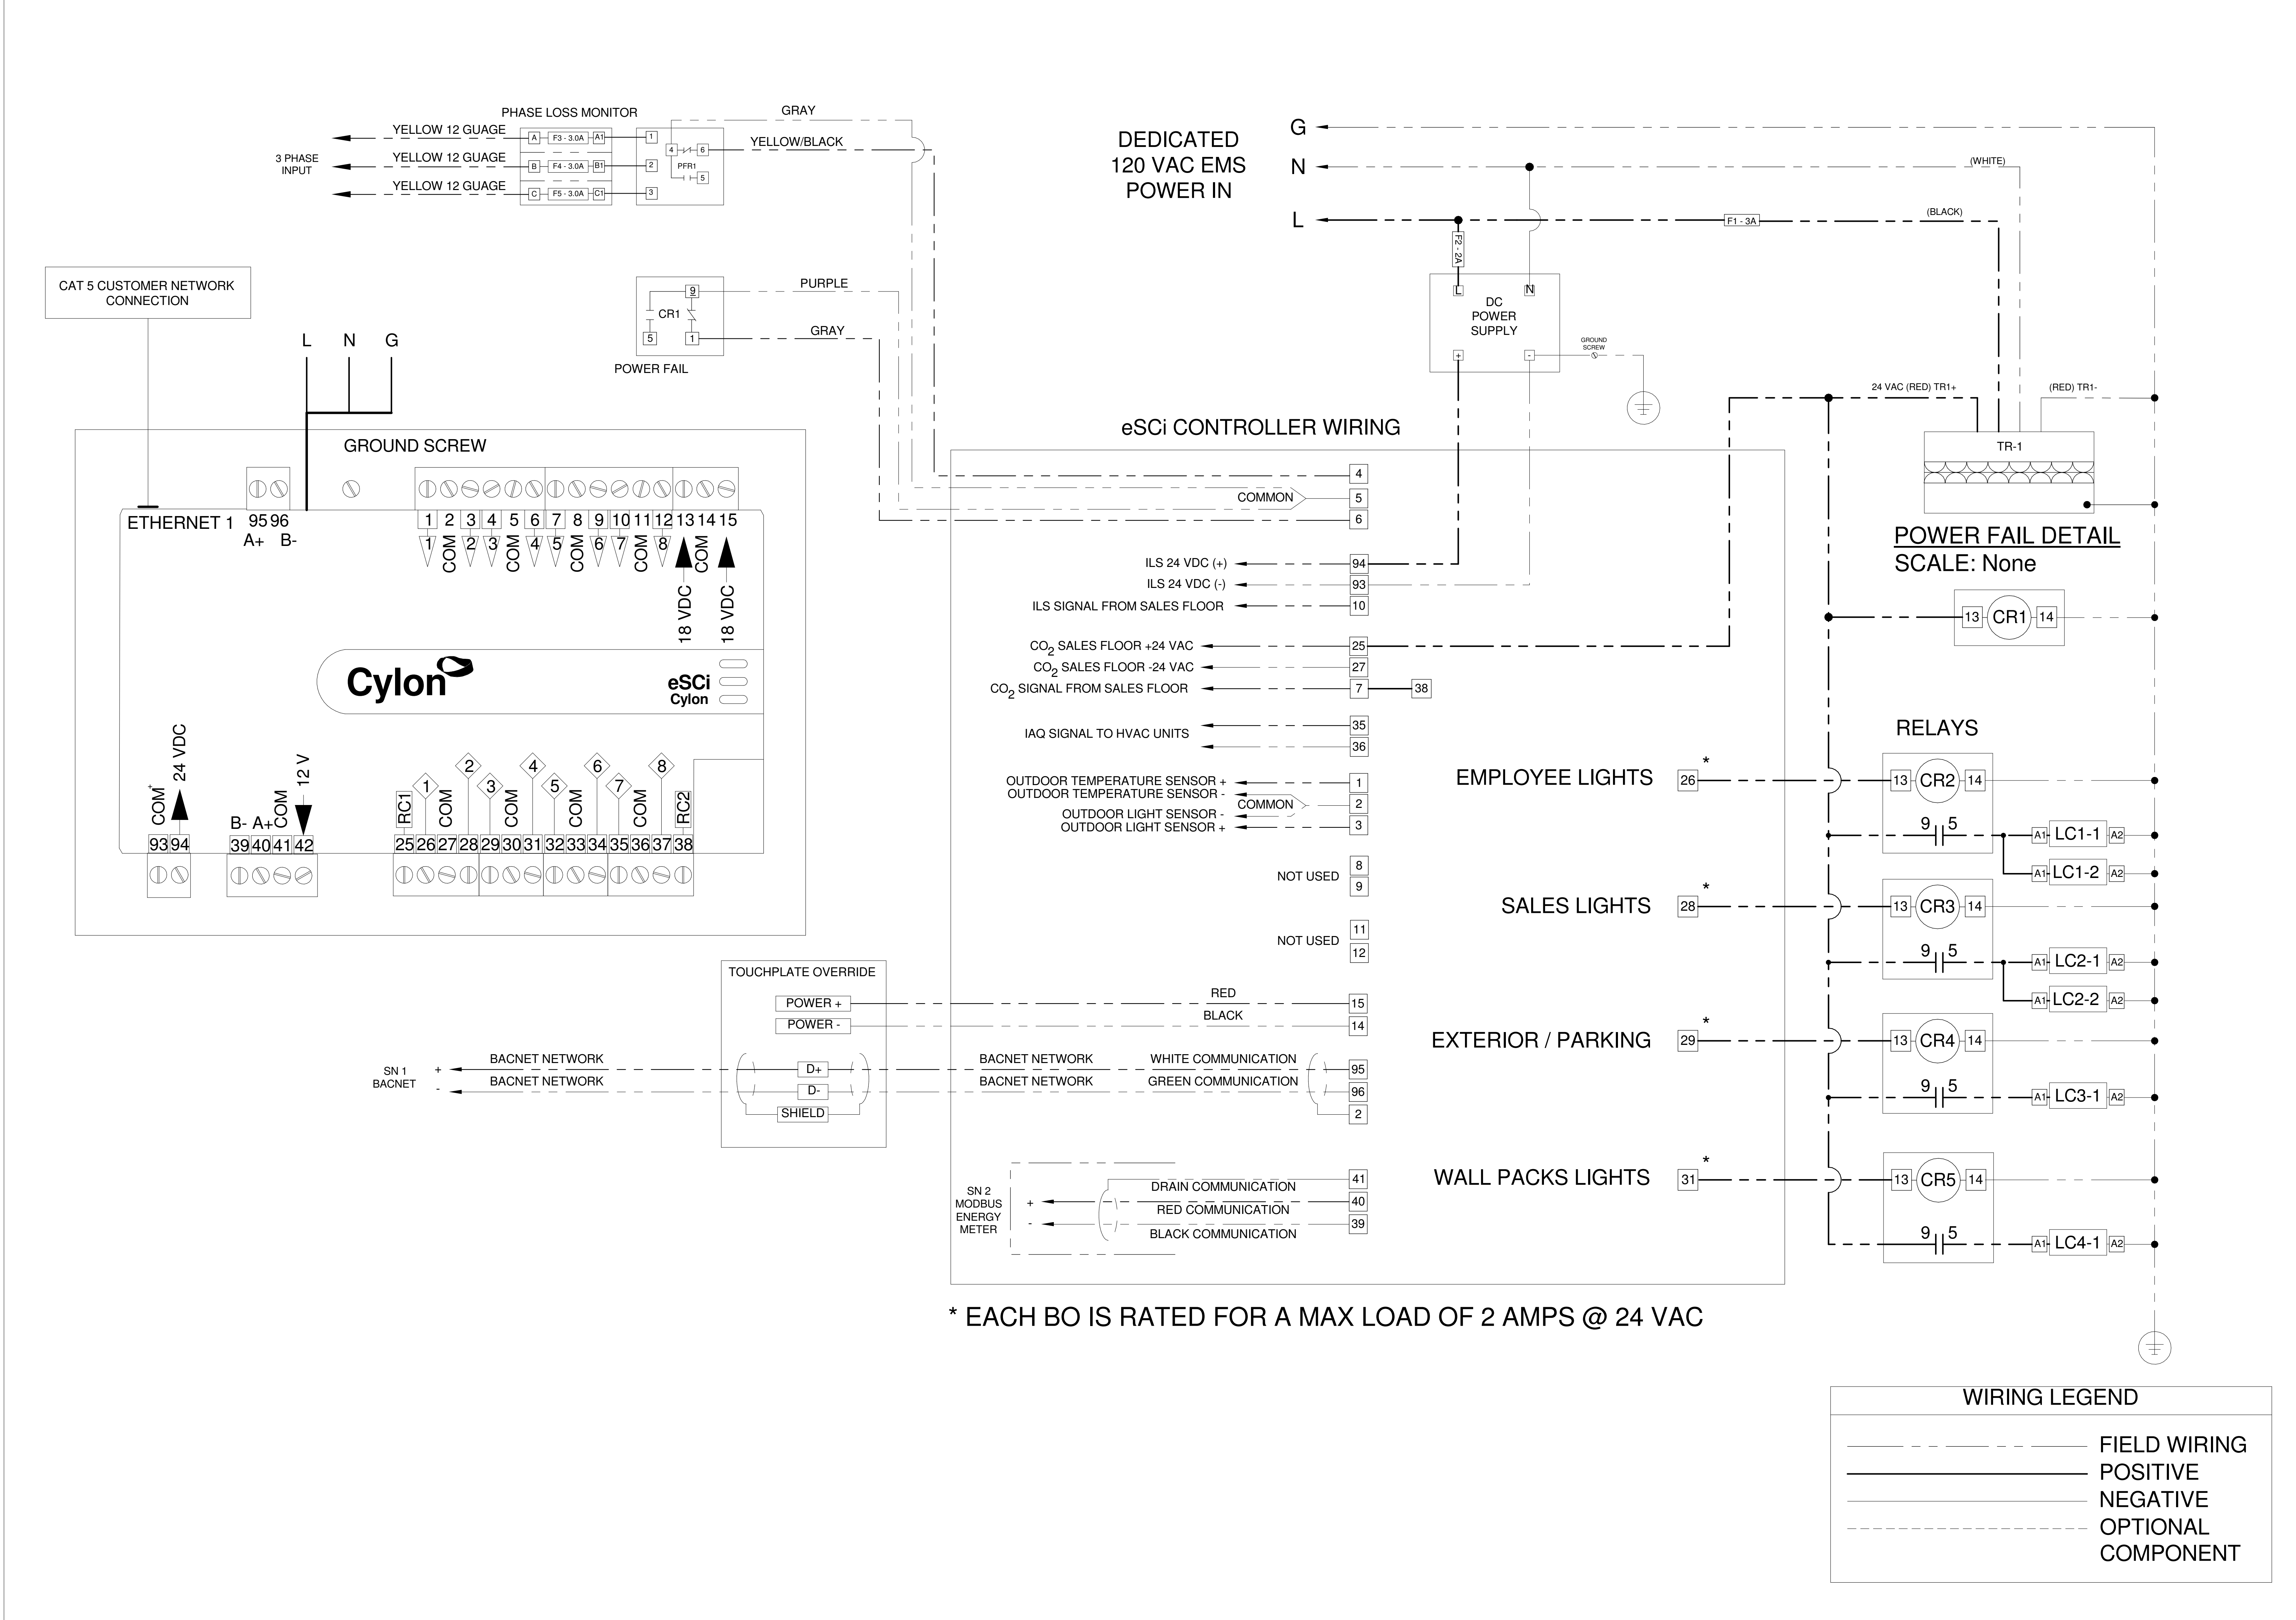 PHASE LOSS MONITOR
GRAY
YELLOW 12 GUAGE
A
F3 - 3.0A
A1
1
YELLOW/BLACK
3 PHASE
INPUT
YELLOW 12 GUAGE
B
F4 - 3.0A
B1
2
4
6
PFR1
5
YELLOW 12 GUAGE
C
F5 - 3.0A
C1
3
DEDICATED
120 VAC EMS
POWER IN
G
N
(WHITE)
L
F1 - 3A
(BLACK)
F2 - 2A
L
N
DC
POWER
SUPPLY
+
-
GROUND
SCREW
24 VAC (RED) TR1+
(RED) TR1-
TR-1
POWER FAIL DETAIL
SCALE: None
CAT 5 CUSTOMER NETWORK
CONNECTION
9
PURPLE
CR1
5
1
GRAY
POWER FAIL
L N G
GROUND SCREW
ETHERNET 1
95 96
A+ B-
1 2 3 4 5 6 7 8 9 10 11 12 13 14 15
1 COM 2 3 COM 4 5 COM 6 7 COM 8
18 VDC
COM
18 VDC
Cylon
eSCi
Cylon
COM
+
24 VDC
B- A+ COM
12 V
93 94
39 40 41 42
RC1
1
COM
2
3
COM
4
5
COM
6
7
COM
8
RC2
25 26 27 28 29 30 31 32 33 34 35 36 37 38
eSCi CONTROLLER WIRING
4
COMMON
5
6
ILS 24 VDC (+)
94
ILS 24 VDC (-)
93
ILS SIGNAL FROM SALES FLOOR
10
CO2 SALES FLOOR +24 VAC
25
CO2 SALES FLOOR -24 VAC
27
CO2 SIGNAL FROM SALES FLOOR
7
38
IAQ SIGNAL TO HVAC UNITS
35
36
OUTDOOR TEMPERATURE SENSOR +
1
OUTDOOR TEMPERATURE SENSOR -
COMMON
2
OUTDOOR LIGHT SENSOR -
OUTDOOR LIGHT SENSOR +
3
NOT USED
8
9
NOT USED
11
12
TOUCHPLATE OVERRIDE
POWER +
RED
15
POWER -
BLACK
14
SN 1
BACNET
+
-
BACNET NETWORK
D+
BACNET NETWORK
WHITE COMMUNICATION
95
BACNET NETWORK
D-
BACNET NETWORK
GREEN COMMUNICATION
96
SHIELD
2
SN 2
MODBUS
ENERGY
METER
+
-
DRAIN COMMUNICATION
41
RED COMMUNICATION
40
BLACK COMMUNICATION
39
EMPLOYEE LIGHTS
26
*
SALES LIGHTS
28
*
EXTERIOR / PARKING
29
*
WALL PACKS LIGHTS
31
*
13 CR1 14
RELAYS
13 CR2 14
9 5
A1 LC1-1 A2
A1 LC1-2 A2
13 CR3 14
9 5
A1 LC2-1 A2
A1 LC2-2 A2
13 CR4 14
9 5
A1 LC3-1 A2
13 CR5 14
9 5
A1 LC4-1 A2
* EACH BO IS RATED FOR A MAX LOAD OF 2 AMPS @ 24 VAC
WIRING LEGEND
FIELD WIRING
POSITIVE
NEGATIVE
OPTIONAL
COMPONENT